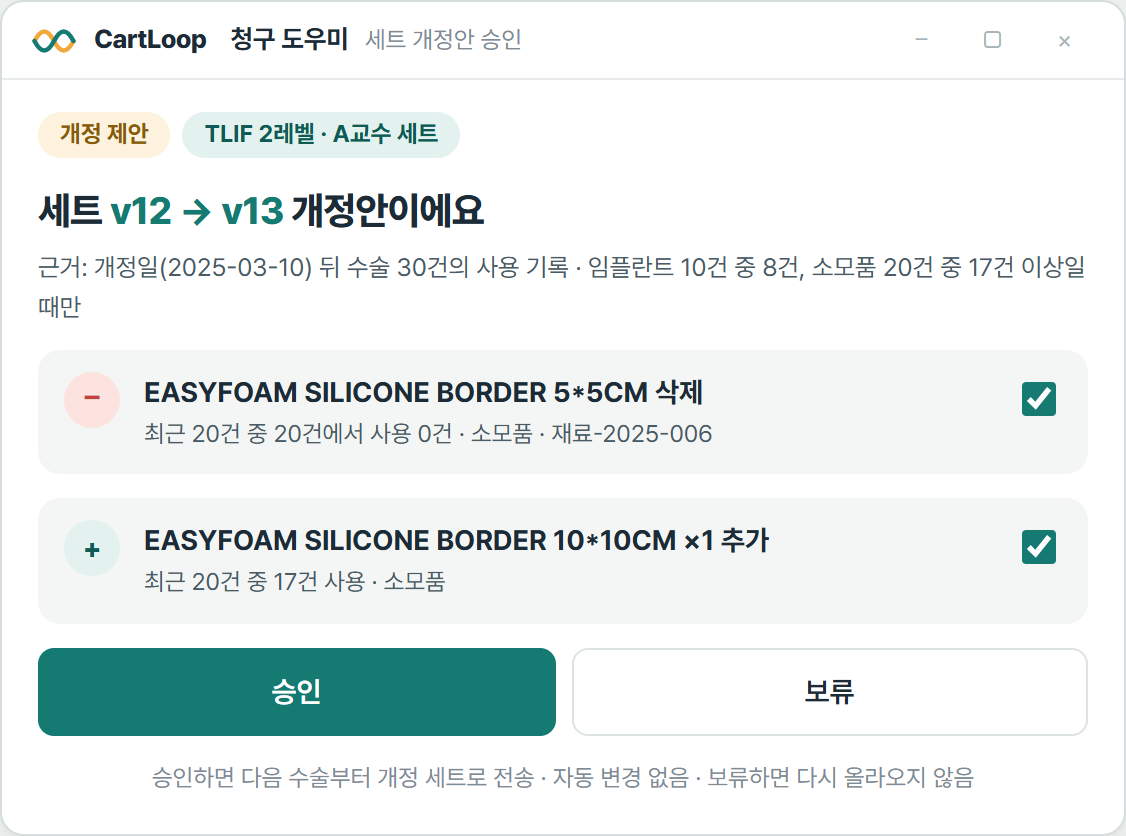 CartLoop 청구 도우미 세트 개정안 승인
개정 제안
TLIF 2레벨 · A교수 세트
세트 v12 → v13 개정안이에요
근거: 개정일(2025-03-10) 뒤 수술 30건의 사용 기록 · 임플란트 10건 중 8건, 소모품 20건 중 17건 이상일
때만
EASYFOAM SILICONE BORDER 5*5CM 삭제
최근 20건 중 20건에서 사용 0건 · 소모품 · 재료-2025-006
EASYFOAM SILICONE BORDER 10*10CM ×1 추가
최근 20건 중 17건 사용 · 소모품
승인
보류
승인하면 다음 수술부터 개정 세트로 전송 · 자동 변경 없음 · 보류하면 다시 올라오지 않음